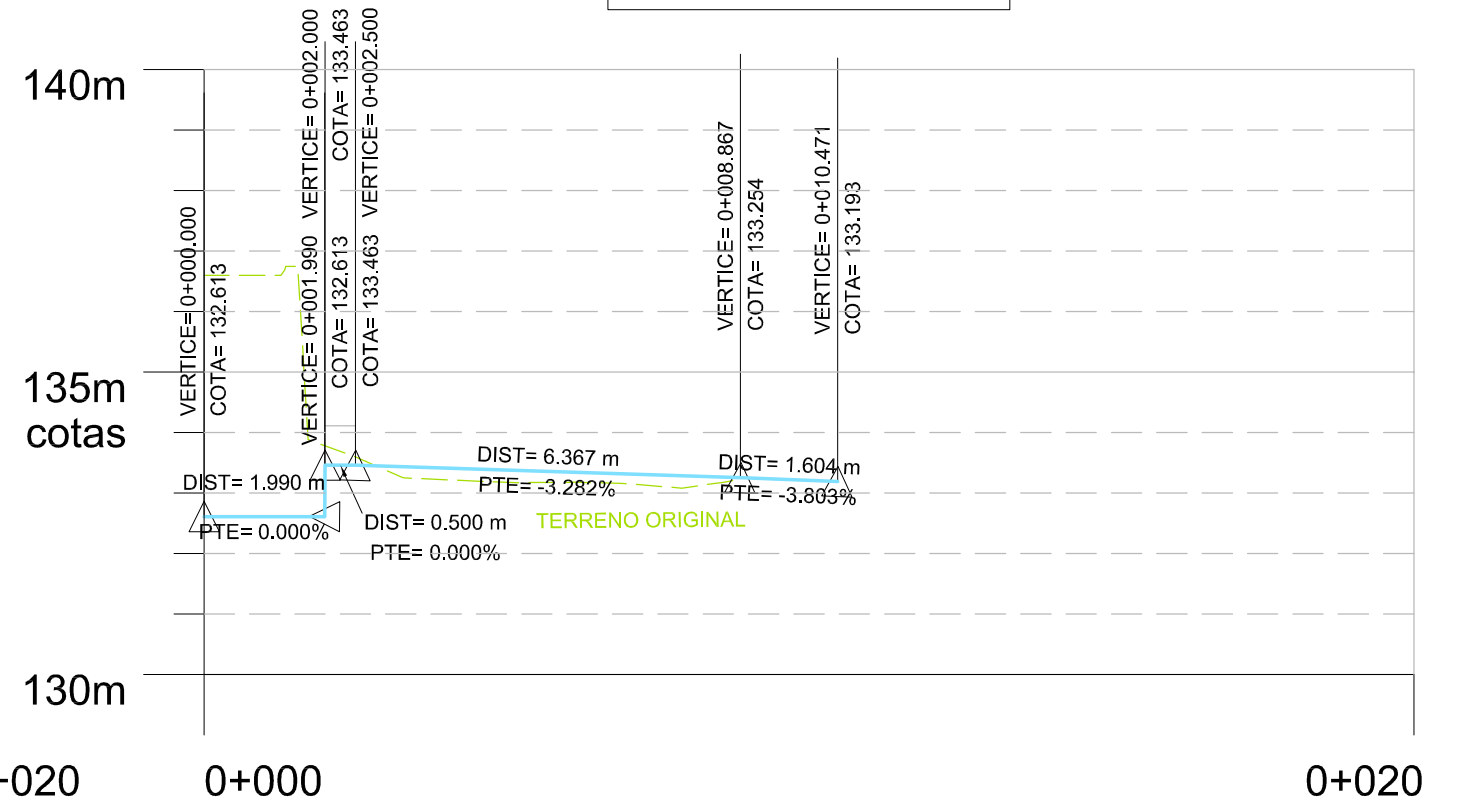 140m
135m
cotas
130m
VERTICE= 0+000.000
COTA= 132.613
VERTICE= 0+001.990
COTA= 132.613
VERTICE= 0+002.000
COTA= 133.463
VERTICE= 0+002.500
COTA= 133.463
VERTICE= 0+008.867
COTA= 133.254
VERTICE= 0+010.471
COTA= 133.193
DIST= 1.990 m
PTE= 0.000%
DIST= 0.500 m
PTE= 0.000%
DIST= 6.367 m
PTE= -3.282%
DIST= 1.604 m
PTE= -3.803%
TERRENO ORIGINAL
-020
0+000
0+020